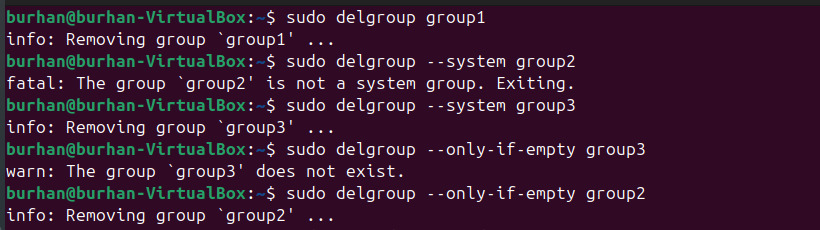 burhan@burhan-VirtualBox:~$ sudo delgroup group1
info: Removing group `group1' ...
burhan@burhan-VirtualBox:~$ sudo delgroup --system group2
fatal: The group `group2' is not a system group. Exiting.
burhan@burhan-VirtualBox:~$ sudo delgroup --system group3
info: Removing group `group3' ...
burhan@burhan-VirtualBox:~$ sudo delgroup --only-if-empty group3
warn: The group `group3' does not exist.
burhan@burhan-VirtualBox:~$ sudo delgroup --only-if-empty group2
info: Removing group `group2' ...